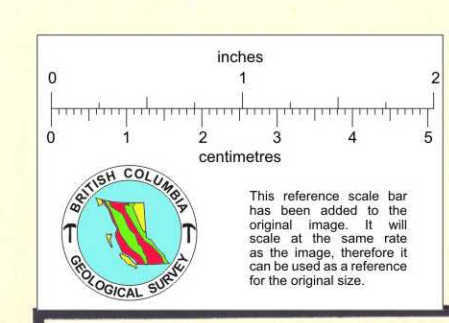 inches
0 1 2
0 1 2 3 4 5
centimetres
BRITISH COLUMBIA
GEOLOGICAL SURVEY
This reference scale bar
has been added to the
original image. It will
scale at the same rate
as the image, therefore it
can be used as a reference
for the original size.